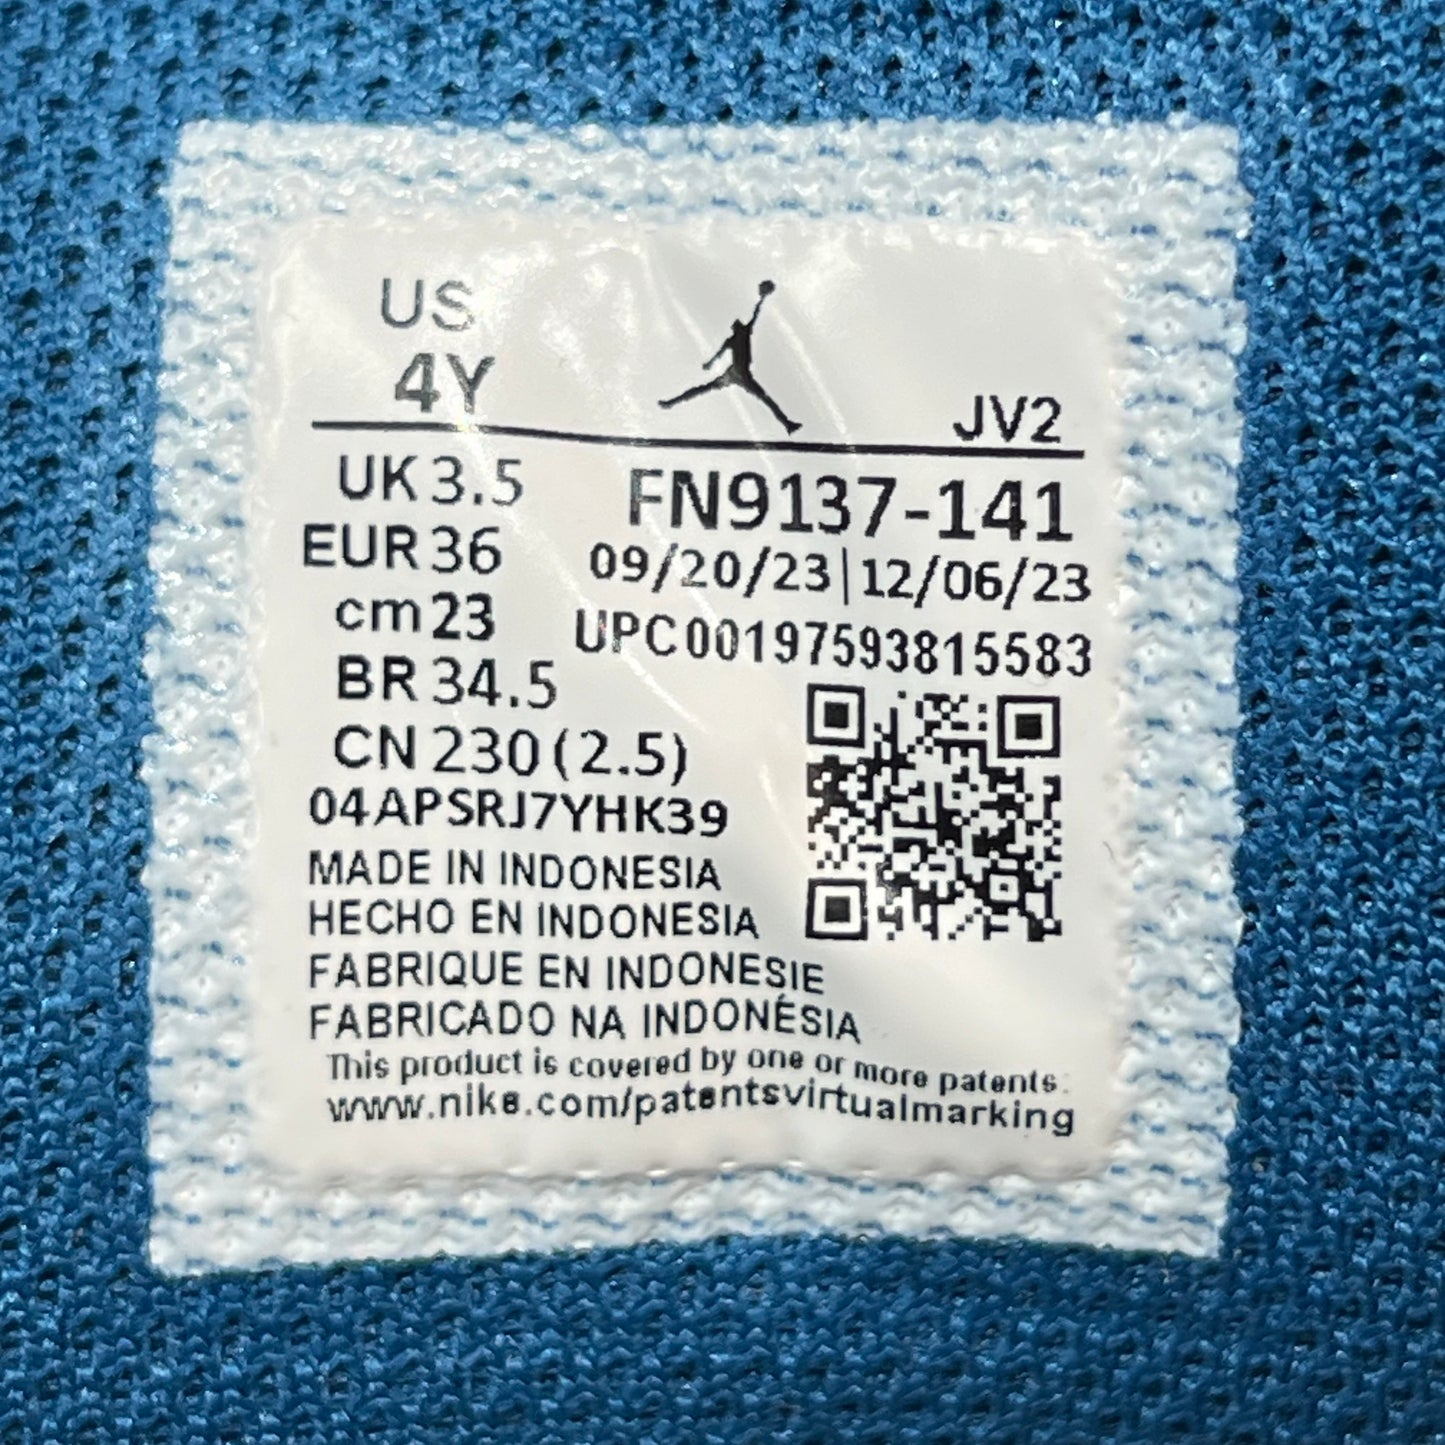 US
4Y
JV2
UK 3.5
FN9137-141
EUR 36
09/20/23|12/06/23
cm 23
UPC00197593815583
BR 34.5
CN 230 (2.5)
04APSRJ7YHK39
MADE IN INDONESIA
HECHO EN INDONESIA
FABRIQUE EN INDONESIE
FABRICADO NA INDONÉSIA
This product is covered by one or more patents.
www.nike.com/patentsvirtualmarking